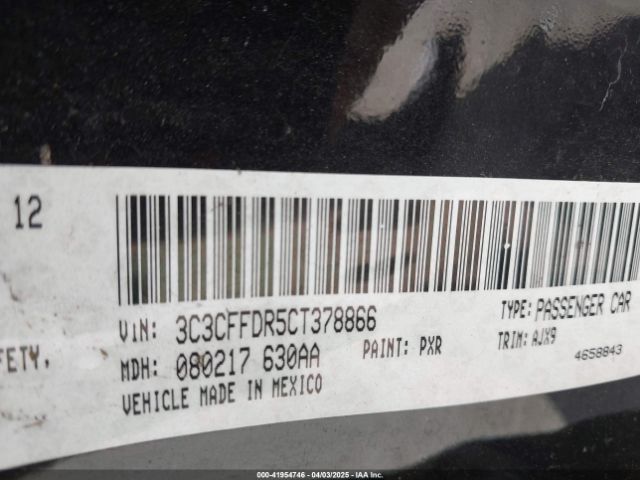 12
VIN: 3C3CFFDR5CT378866 TYPE: PASSENGER CAR
FETY. MDH: 080217 630AA PAINT: PXR TRIM: AJX9
VEHICLE MADE IN MEXICO 4658843
000-41954746 - 04/03/2025 - IAA Inc.